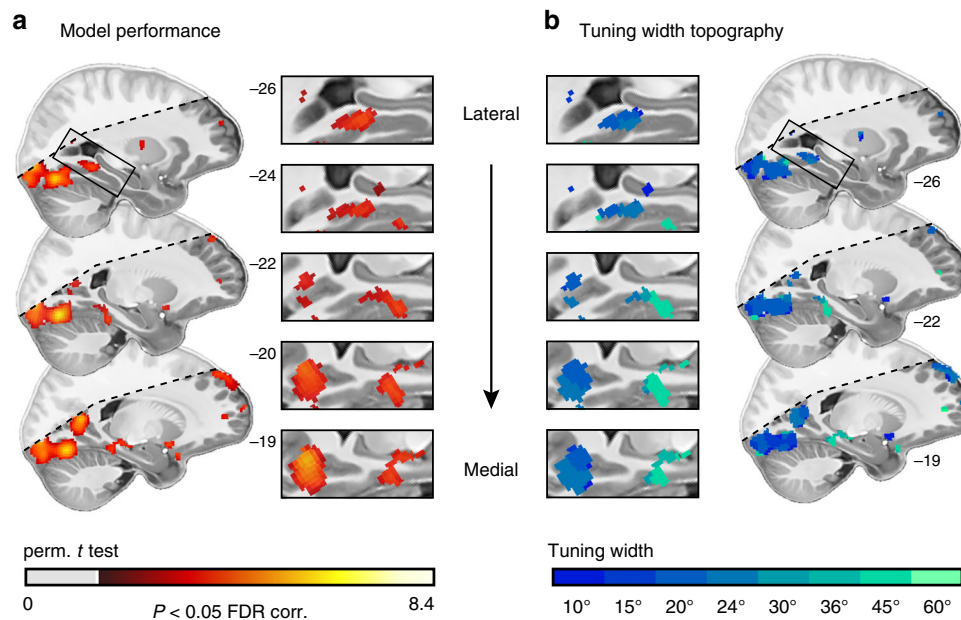 a Model performance
b Tuning width topography
–26
Lateral
–24
–26
–22
–22
–20
–19
Medial
–19
perm. t test
0
8.4
P < 0.05 FDR corr.
Tuning width
10° 15° 20° 24° 30° 36° 45° 60°